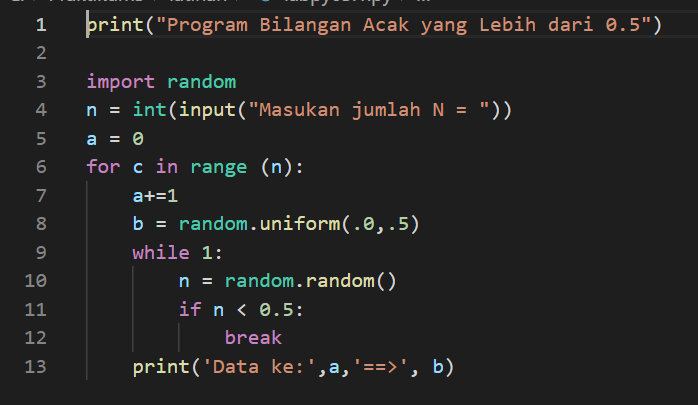 1 print("Program Bilangan Acak yang Lebih dari 0.5")
2
3 import random
4 n = int(input("Masukan jumlah N = "))
5 a = 0
6 for c in range (n):
7     a+=1
8     b = random.uniform(.0,.5)
9     while 1:
10         n = random.random()
11         if n < 0.5:
12             break
13     print('Data ke:',a,'==>', b)